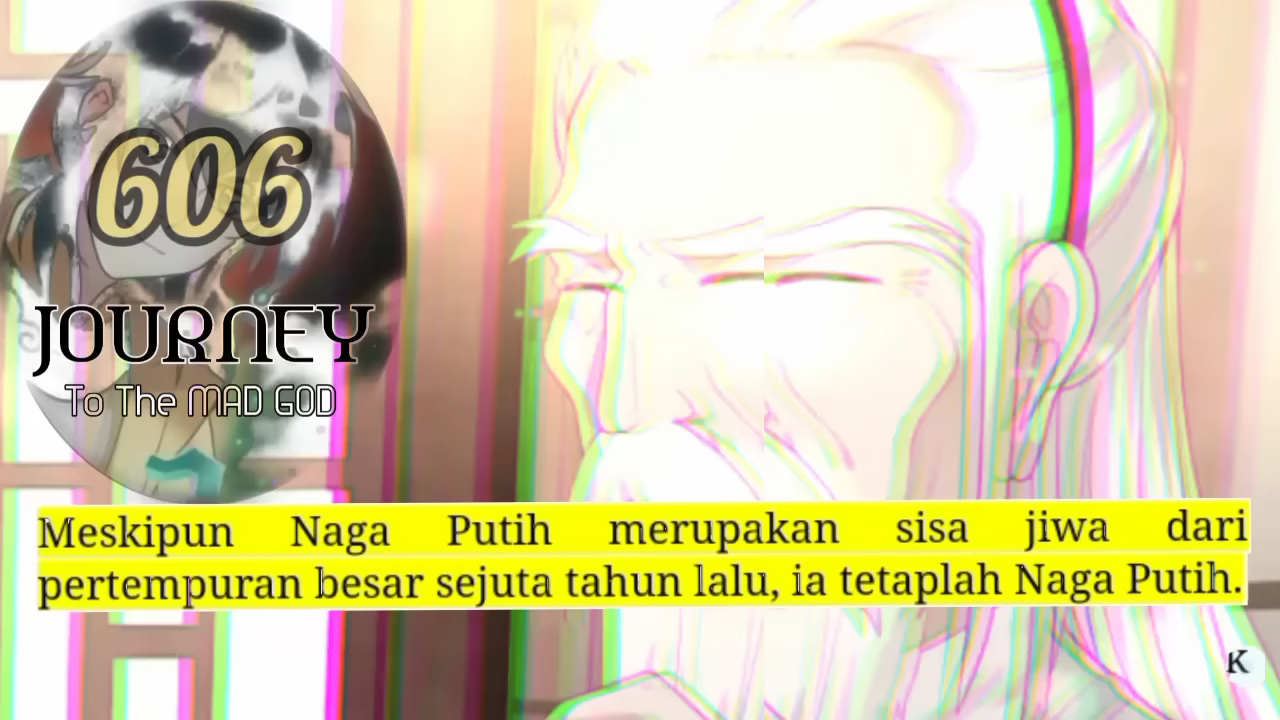 606
JOURNEY
To The MAD GOD
Meskipun Naga Putih merupakan sisa jiwa dari
pertempuran besar sejuta tahun lalu, ia tetaplah Naga Putih.
K